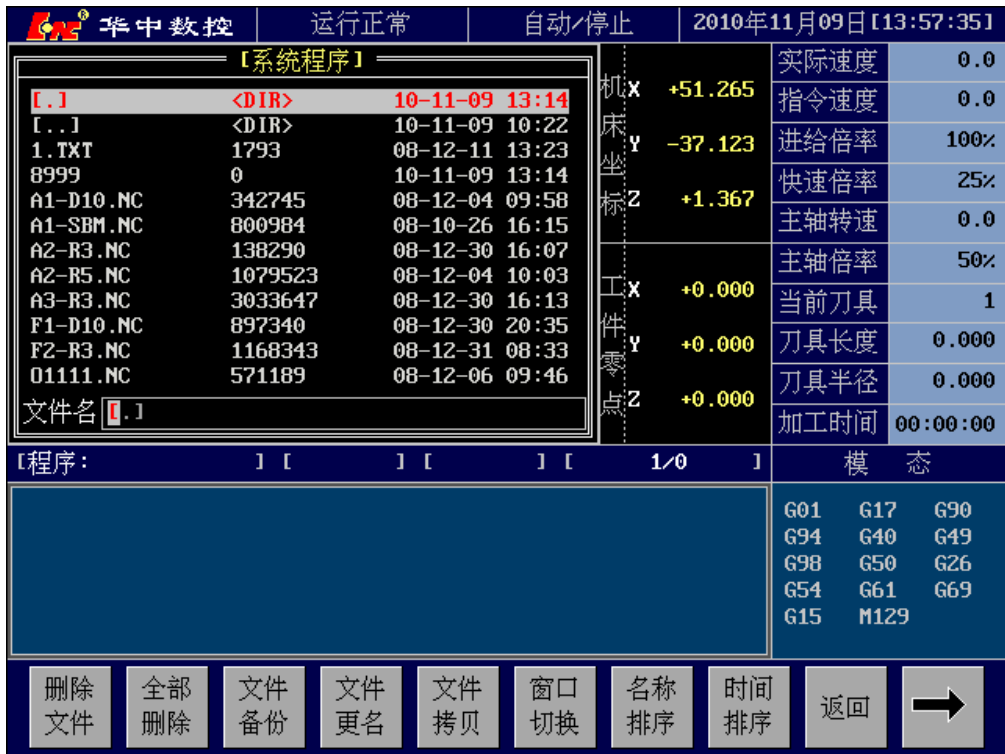 华中数控 运行正常 自动/停止 2010年11月09日[13:57:35]
[系统程序]
[.] <DIR> 10-11-09 13:14
[..] <DIR> 10-11-09 10:22
1.TXT 1793 08-12-11 13:23
8999 0 10-11-09 13:14
A1-D10.NC 342745 08-12-04 09:58
A1-SBM.NC 800984 08-10-26 16:15
A2-R3.NC 138290 08-12-30 16:07
A2-R5.NC 1079523 08-12-04 10:03
A3-R3.NC 3033647 08-12-30 16:13
F1-D10.NC 897340 08-12-30 20:35
F2-R3.NC 1168343 08-12-31 08:33
O1111.NC 571189 08-12-06 09:46
文件名 [.]
机床坐标
X +51.265
Y -37.123
Z +1.367
工件零点
X +0.000
Y +0.000
Z +0.000
实际速度 0.0
指令速度 0.0
进给倍率 100%
快速倍率 25%
主轴转速 0.0
主轴倍率 50%
当前刀具 1
刀具长度 0.000
刀具半径 0.000
加工时间 00:00:00
[程序: ] [ ] [ ] [ 1/0 ]
模 态
G01 G17 G90
G94 G40 G49
G98 G50 G26
G54 G61 G69
G15 M129
删除文件
全部删除
文件备份
文件更名
文件拷贝
窗口切换
名称排序
时间排序
返回